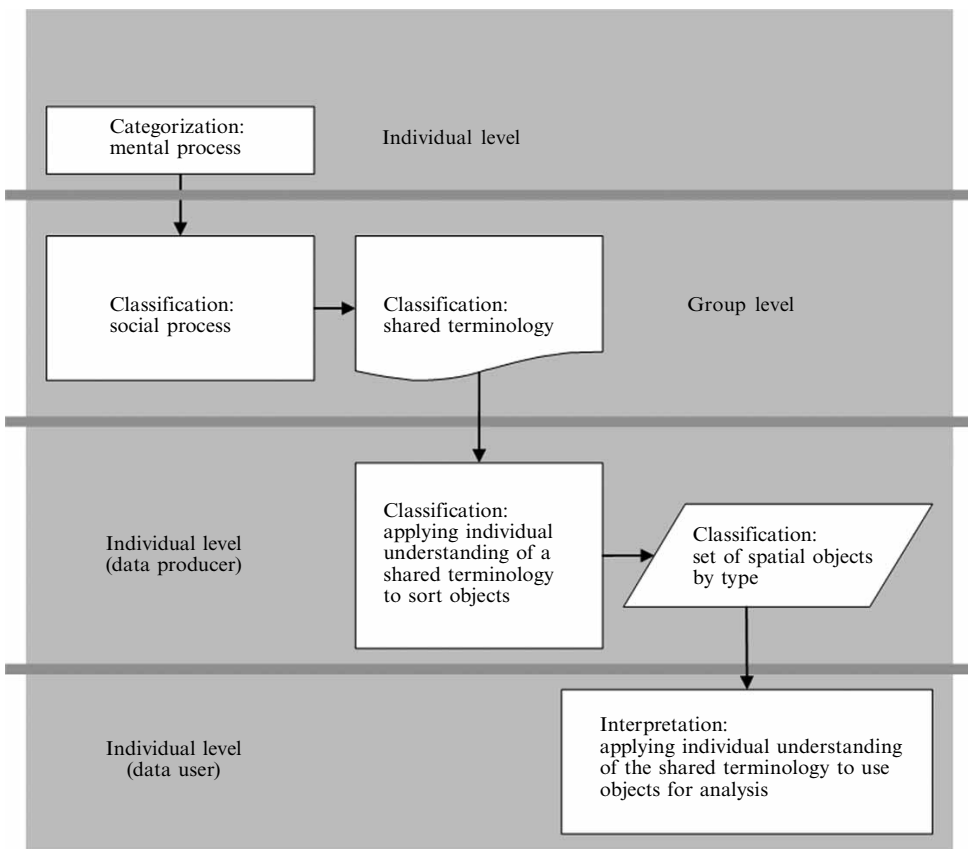 Categorization:
mental process
Individual level
Classification:
social process
Classification:
shared terminology
Group level
Individual level
(data producer)
Classification:
applying individual
understanding of a
shared terminology
to sort objects
Classification:
set of spatial objects
by type
Individual level
(data user)
Interpretation:
applying individual understanding
of the shared terminology to use
objects for analysis